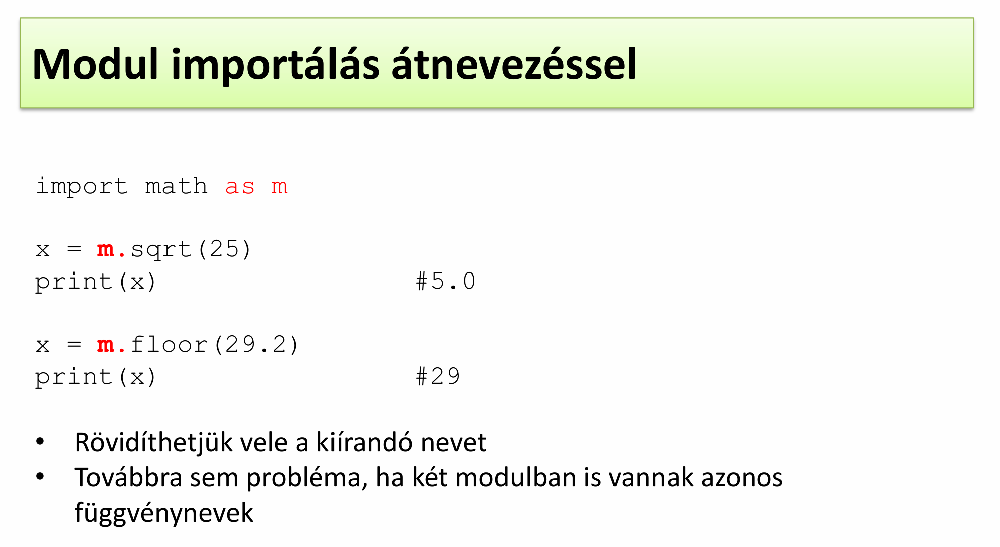 Modul importálás átnevezéssel
import math as m
x = m.sqrt(25)
print(x) #5.0
x = m.floor(29.2)
print(x) #29
• Rövidíthetjük vele a kiírandó nevet
• Továbbra sem probléma, ha két modulban is vannak azonos
függvénynevek